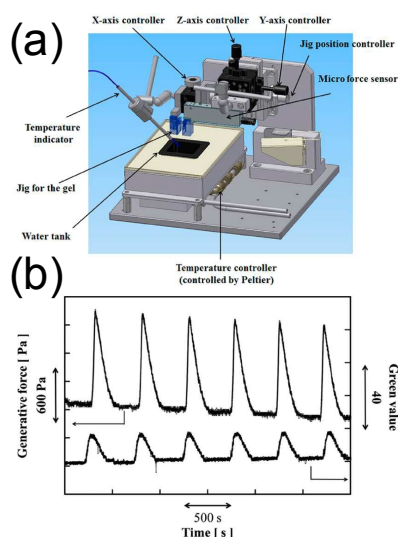 (a)
X-axis controller
Z-axis controller
Y-axis controller
Jig position controller
Micro force sensor
Temperature
indicator
Jig for the gel
Water tank
Temperature controller
(controlled by Peltier)
(b)
Generative force [ Pa]
600 Pa
Green value
40
500 s
Time [ s ]